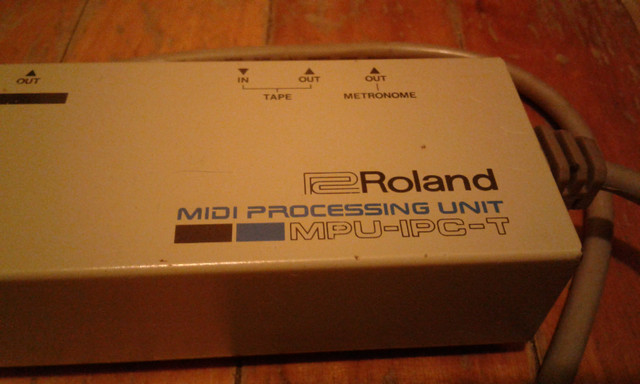 OUT
IN OUT OUT
TAPE METRONOME
Roland
MIDI PROCESSING UNIT
MPU-IPC-T